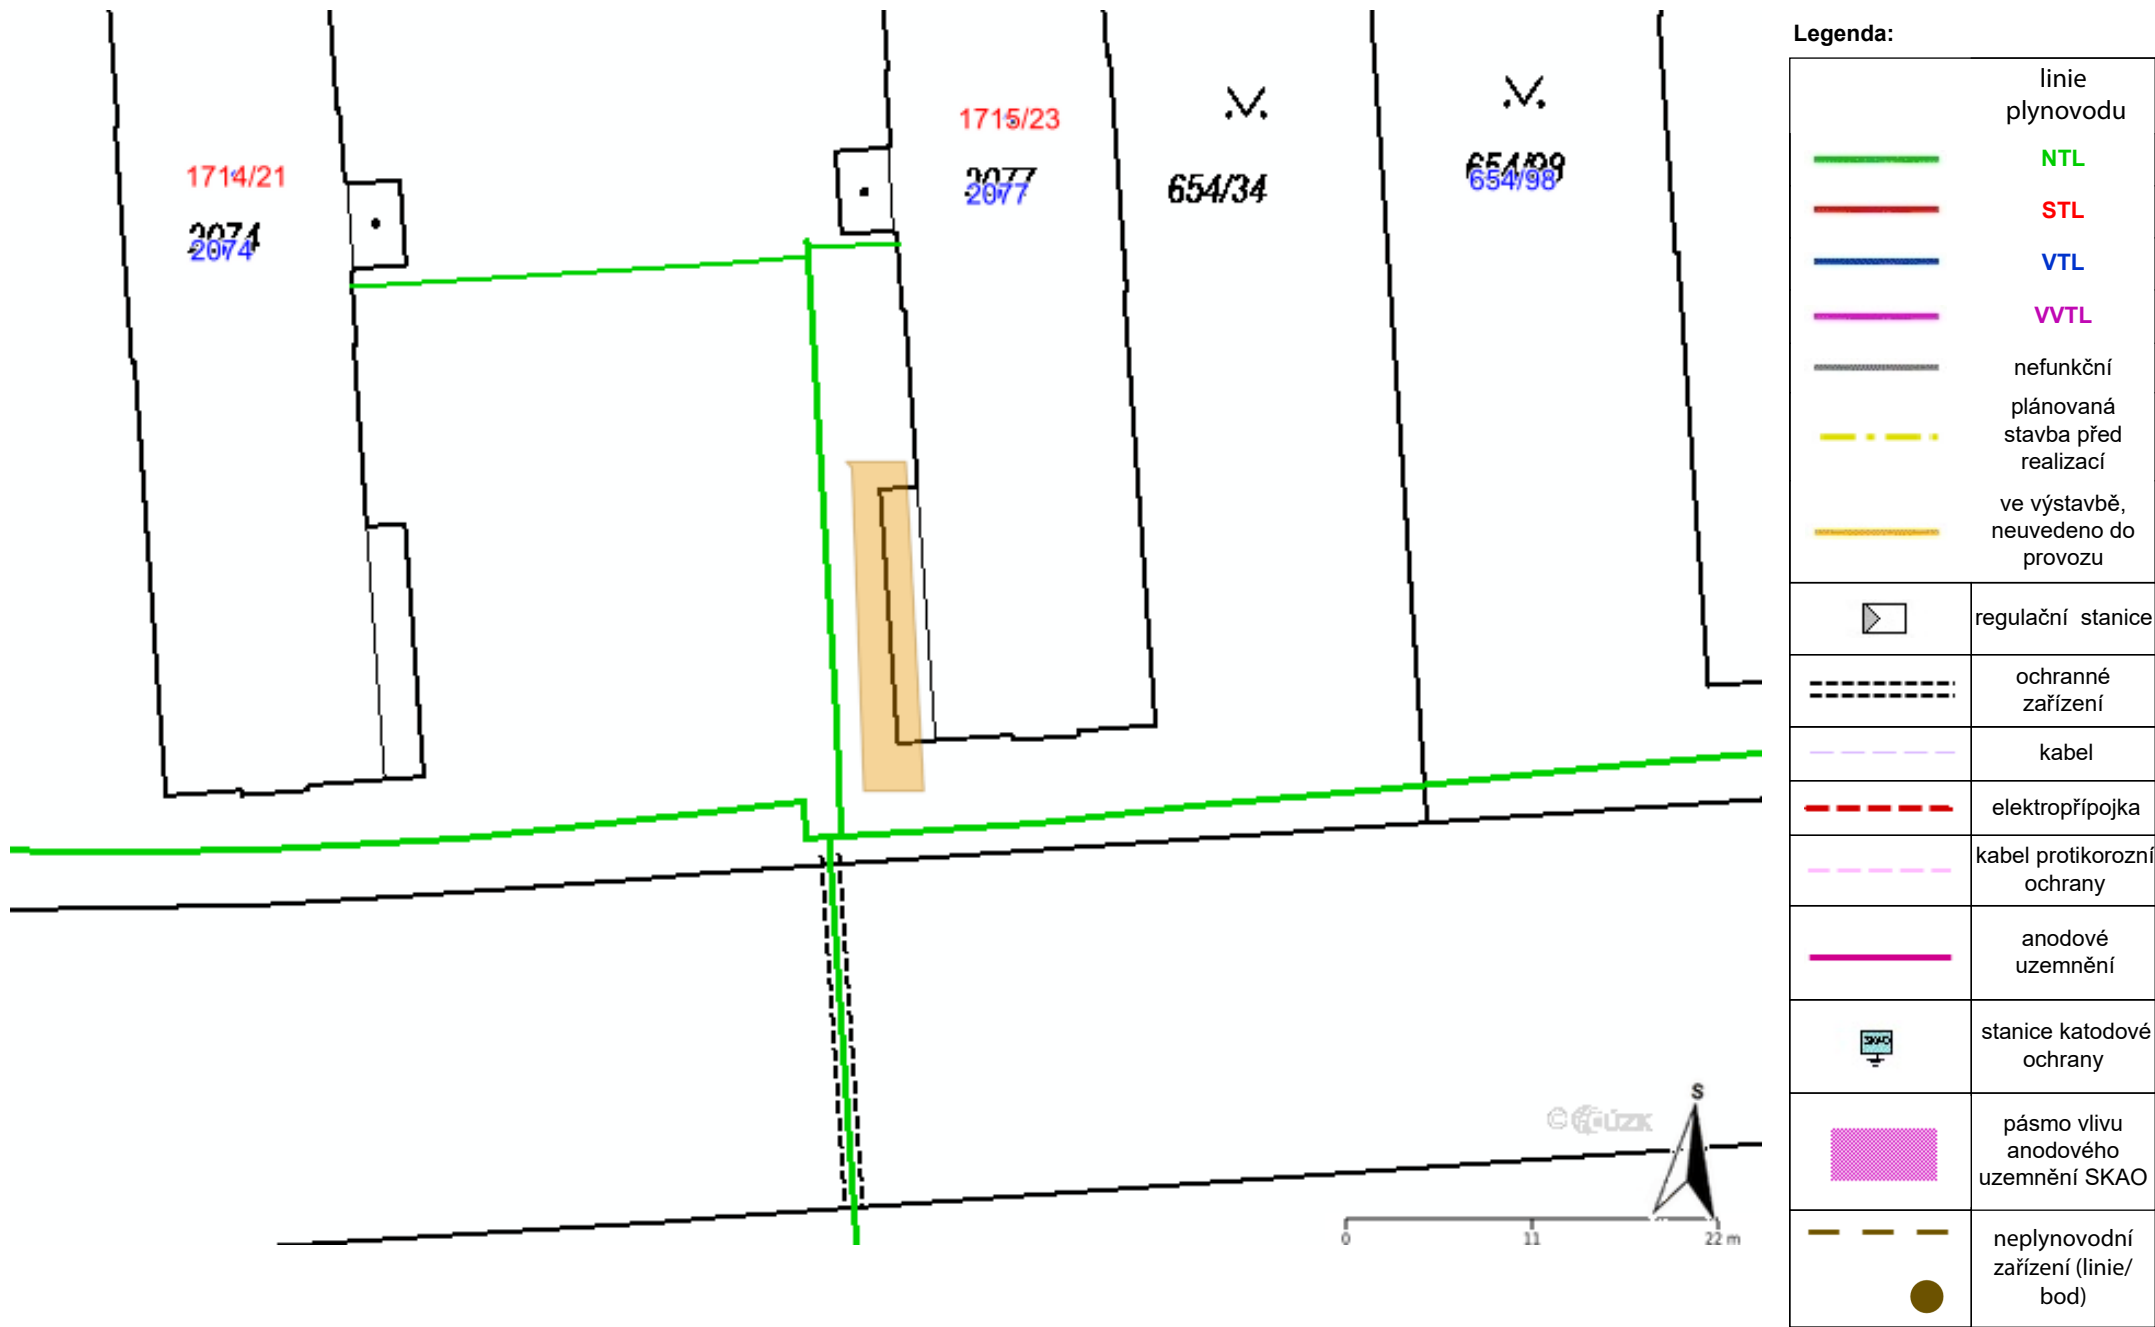 1714/21
2074
2074
1715/23
2077
2077
654/34
654/98
S
0
11
22 m
Legenda:
linie
plynovodu
NTL
STL
VTL
VVTL
nefunkční
plánovaná
stavba před
realizací
ve výstavbě,
neuvedeno do
provozu
regulační stanice
ochranné
zařízení
kabel
elektropřípojka
kabel protikorozní
ochrany
anodové
uzemnění
SKAO
stanice katodové
ochrany
pásmo vlivu
anodového
uzemnění SKAO
neplynovodní
zařízení (linie/
bod)